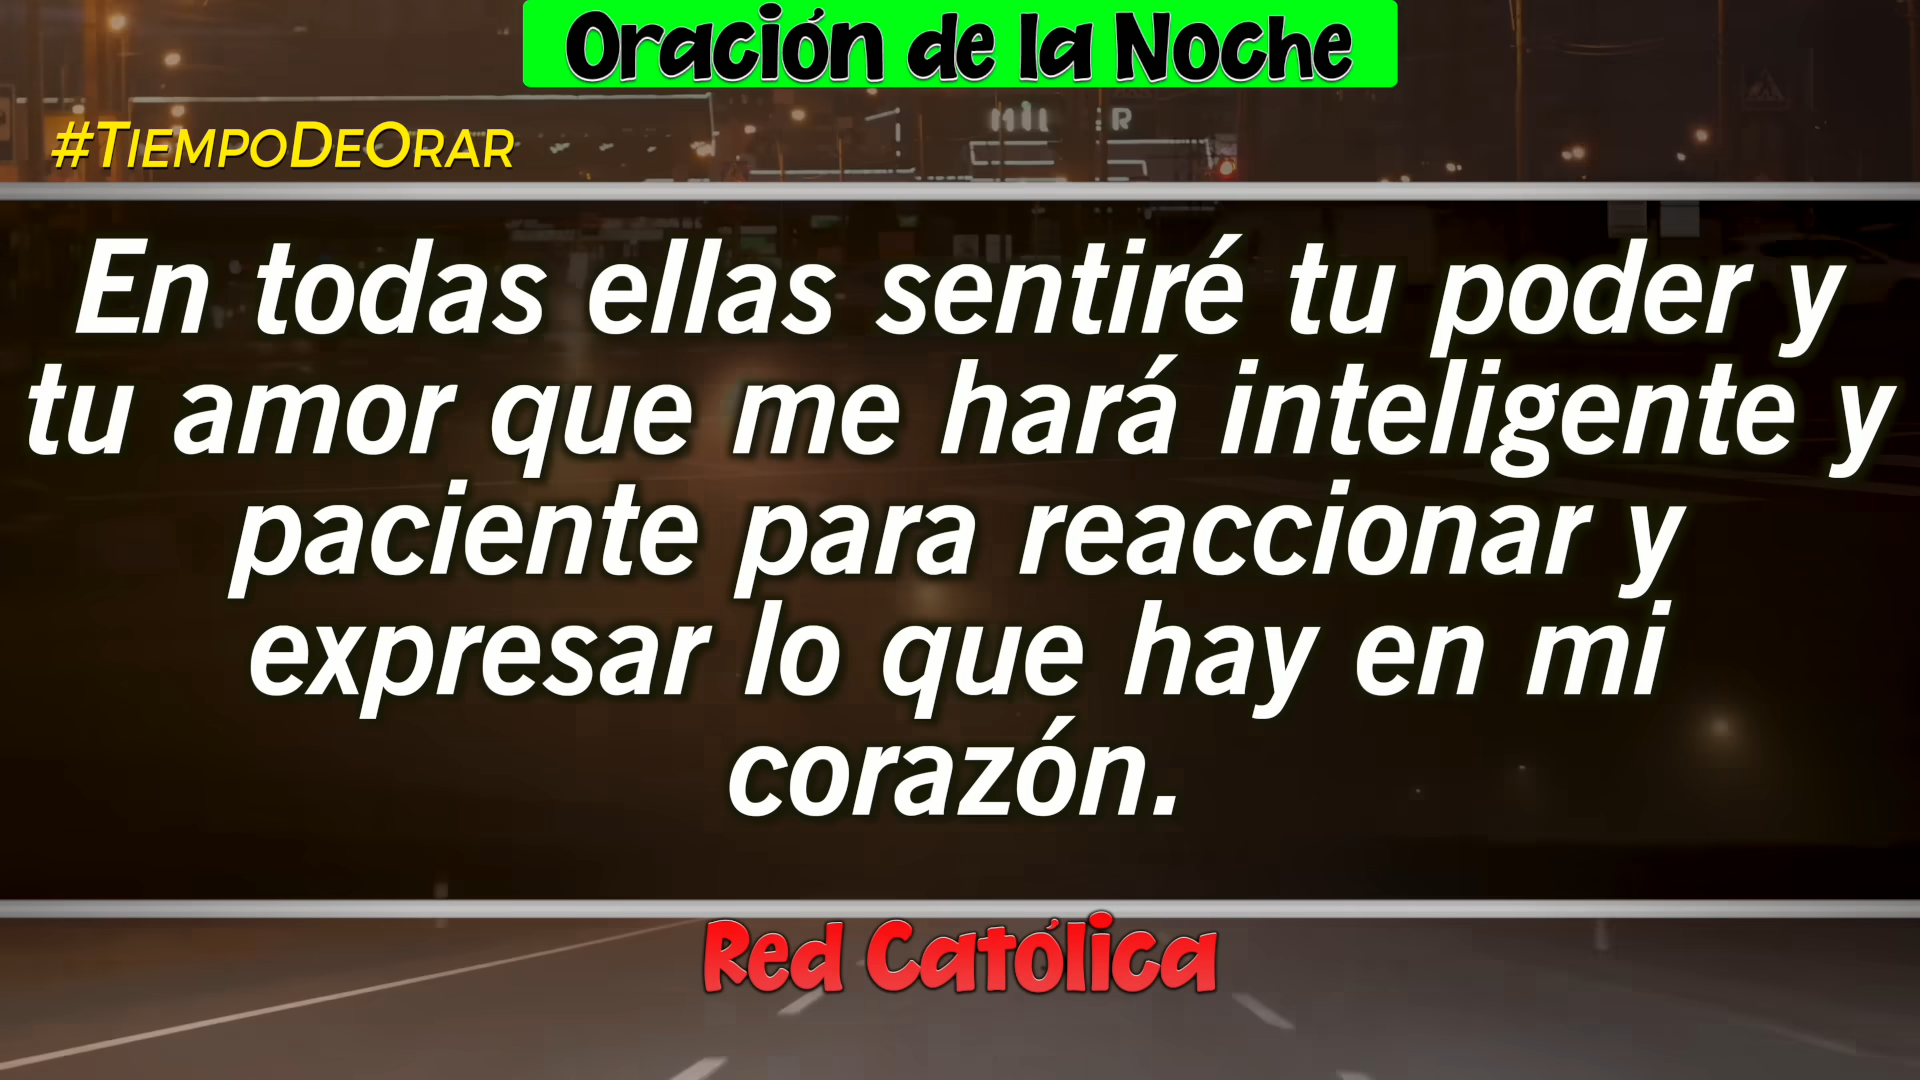 Oración de la Noche
#TiempoDeOrar
En todas ellas sentiré tu poder y
tu amor que me hará inteligente y
paciente para reaccionar y
expresar lo que hay en mi
corazón.
Red Católica